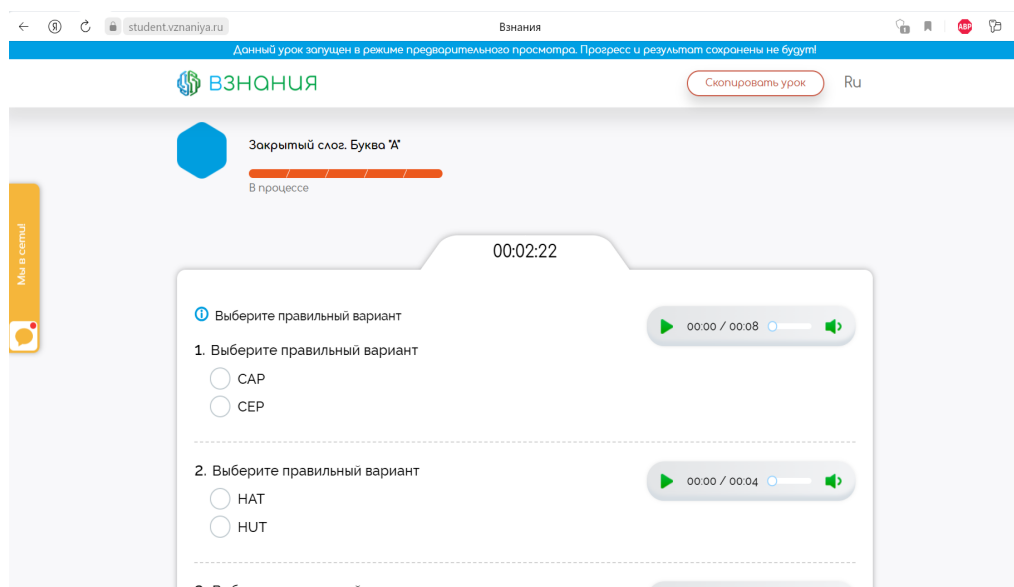 student.vznaniya.ru
Взнания
ABP
Данный урок запущен в режиме предварительного просмотра. Прогресс и результат сохранены не будут!
ВЗНАНИЯ
Скопировать урок
Ru
Закрытый слог. Буква "А"
В процессе
Мы в сети!
00:02:22
Выберите правильный вариант
00:00 / 00:08
1. Выберите правильный вариант
CAP
CEP
2. Выберите правильный вариант
00:00 / 00:04
HAT
HUT